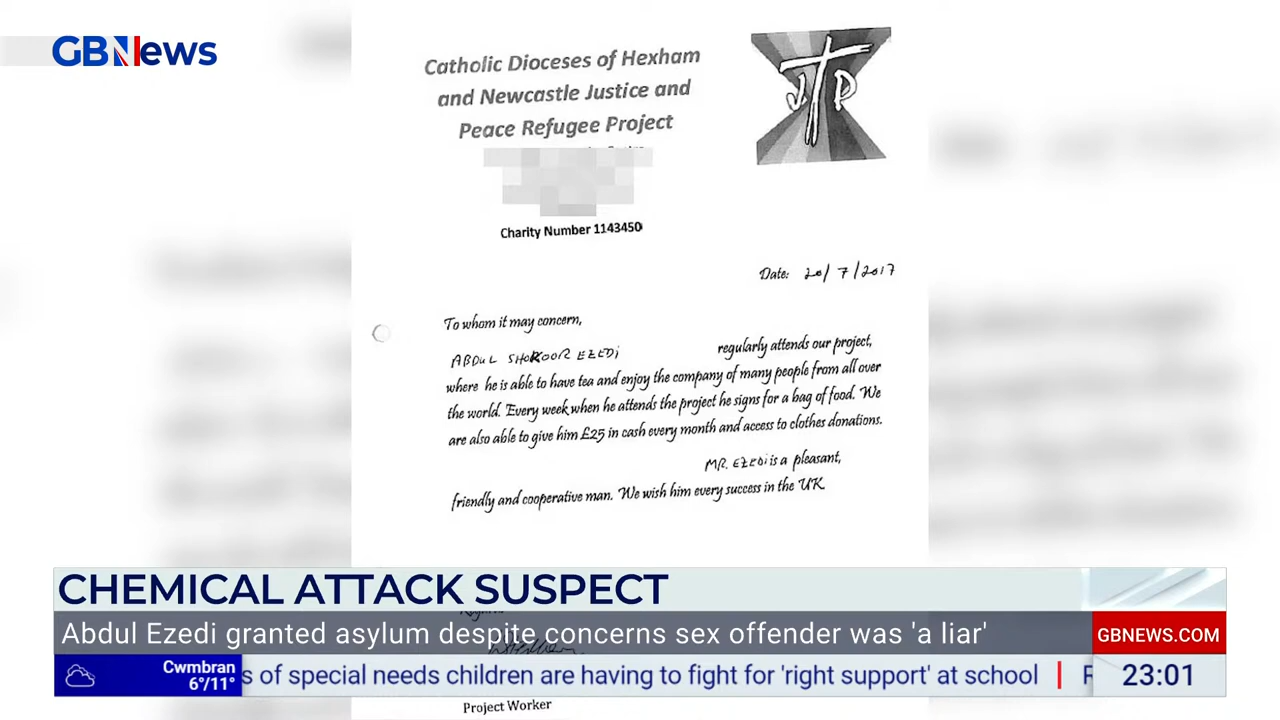 GBNEWS
Catholic Dioceses of Hexham
and Newcastle Justice and
Peace Refugee Project
JTP
Charity Number 1143450
Date: 20/7/2017
To whom it may concern,
ABDUL SHOKOOR EZEDI regularly attends our project,
where he is able to have tea and enjoy the company of many people from all over
the world. Every week when he attends the project he signs for a bag of food. We
are also able to give him £25 in cash every month and access to clothes donations.
MR. EZEDI is a pleasant,
friendly and cooperative man. We wish him every success in the UK
CHEMICAL ATTACK SUSPECT
Abdul Ezedi granted asylum despite concerns sex offender was 'a liar'
GBNEWS.COM
Cwmbran
6°/11°
s of special needs children are having to fight for 'right support' at school | R
23:01
Project Worker